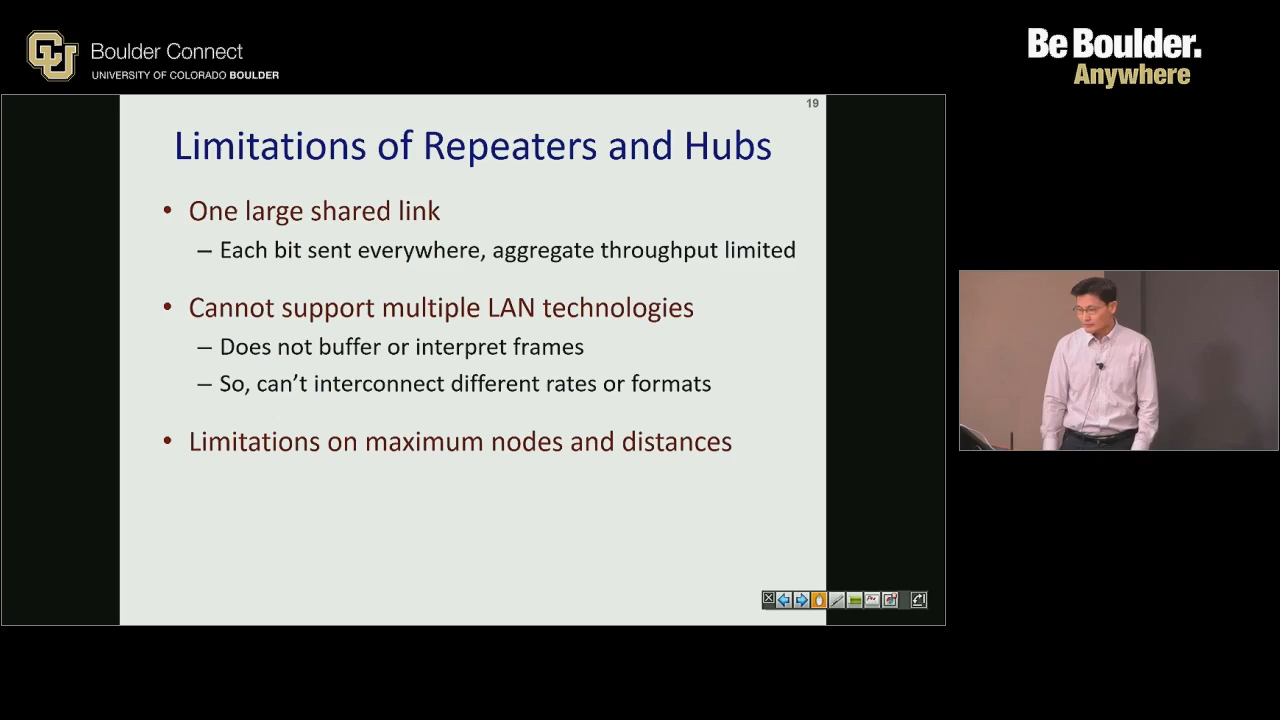 CU
Boulder Connect
UNIVERSITY OF COLORADO BOULDER
Be Boulder.
Anywhere
19
Limitations of Repeaters and Hubs
• One large shared link
– Each bit sent everywhere, aggregate throughput limited
• Cannot support multiple LAN technologies
– Does not buffer or interpret frames
– So, can’t interconnect different rates or formats
• Limitations on maximum nodes and distances